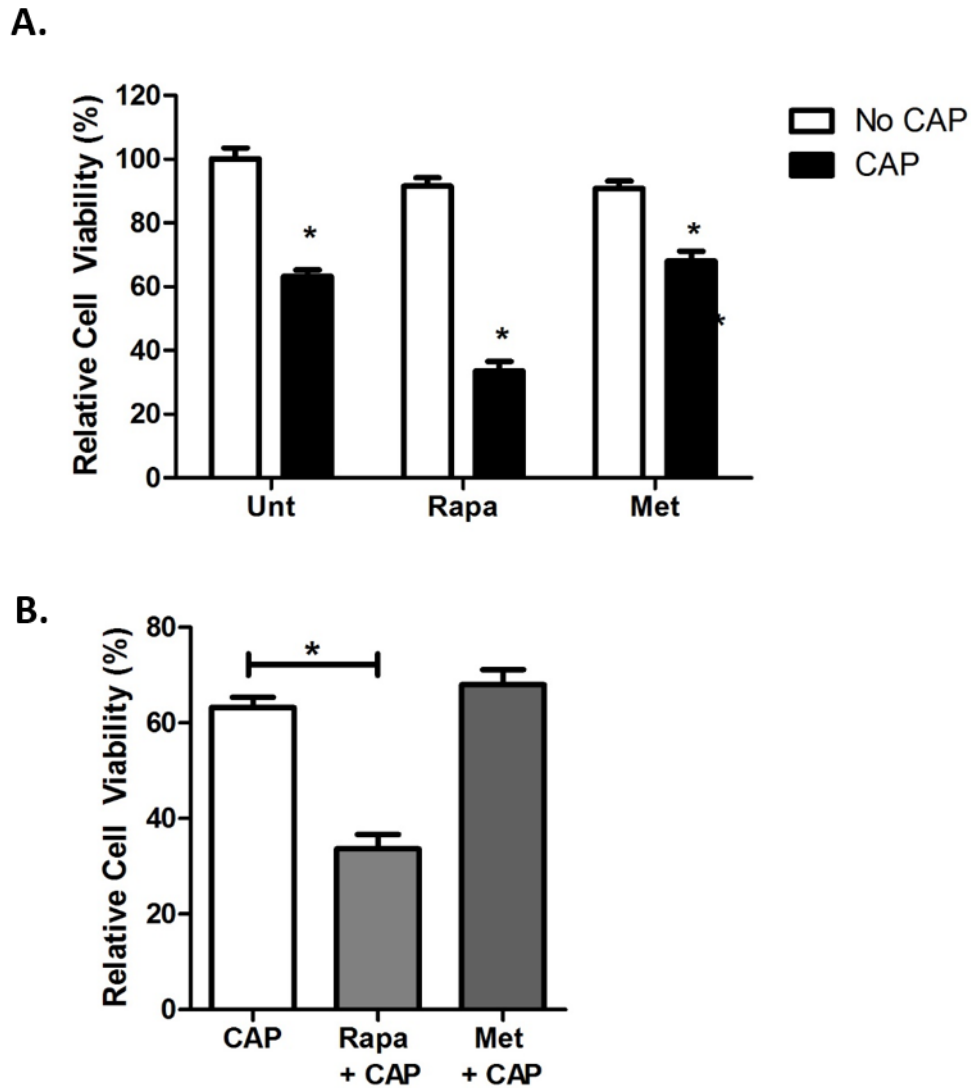 A.
Relative Cell Viability (%)
120
100
80
60
40
20
0
*
*
*
*
Unt
Rapa
Met
No CAP
CAP
B.
Relative Cell Viability (%)
80
60
40
20
0
*
CAP
Rapa
+ CAP
Met
+ CAP